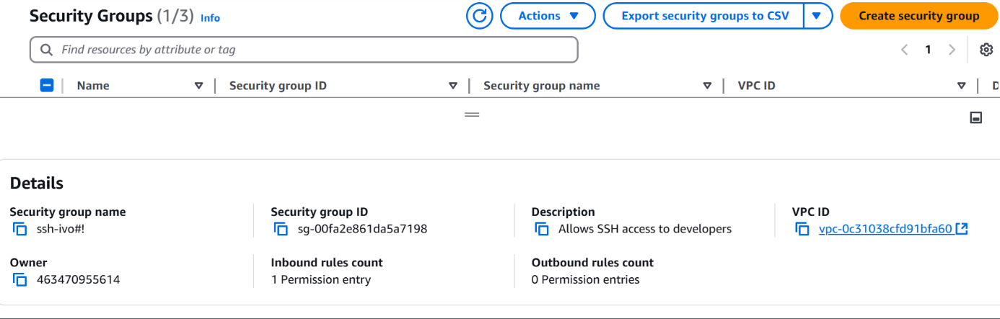 Security Groups (1/3) Info
Actions
Export security groups to CSV
Create security group
Find resources by attribute or tag
1
Name
Security group ID
Security group name
VPC ID
D
Details
Security group name
ssh-ivo#!
Security group ID
sg-00fa2e861da5a7198
Description
Allows SSH access to developers
VPC ID
vpc-0c31038cfd91bfa60
Owner
463470955614
Inbound rules count
1 Permission entry
Outbound rules count
0 Permission entries